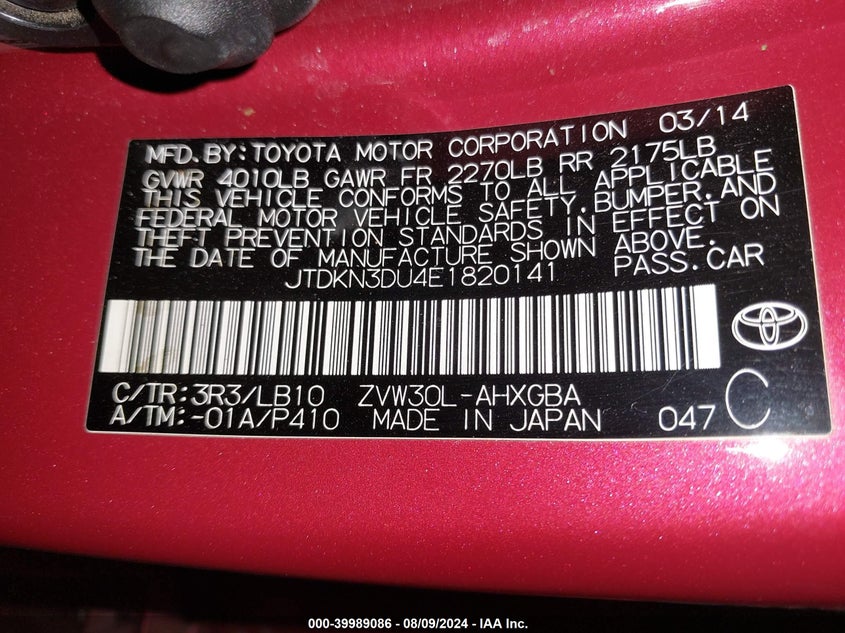 MFD. BY: TOYOTA MOTOR CORPORATION 03/14
GVWR 4010LB GAWR FR 2270LB RR 2175LB
THIS VEHICLE CONFORMS TO ALL APPLICABLE
FEDERAL MOTOR VEHICLE SAFETY, BUMPER, AND
THEFT PREVENTION STANDARDS IN EFFECT ON
THE DATE OF MANUFACTURE SHOWN ABOVE.
JTDKN3DU4E1820141 PASS. CAR
C/TR: 3R3/LB10 ZVW30L-AHXGBA
A/TM: -01A/P410 MADE IN JAPAN 047 C
000-39989086 - 08/09/2024 - IAA Inc.